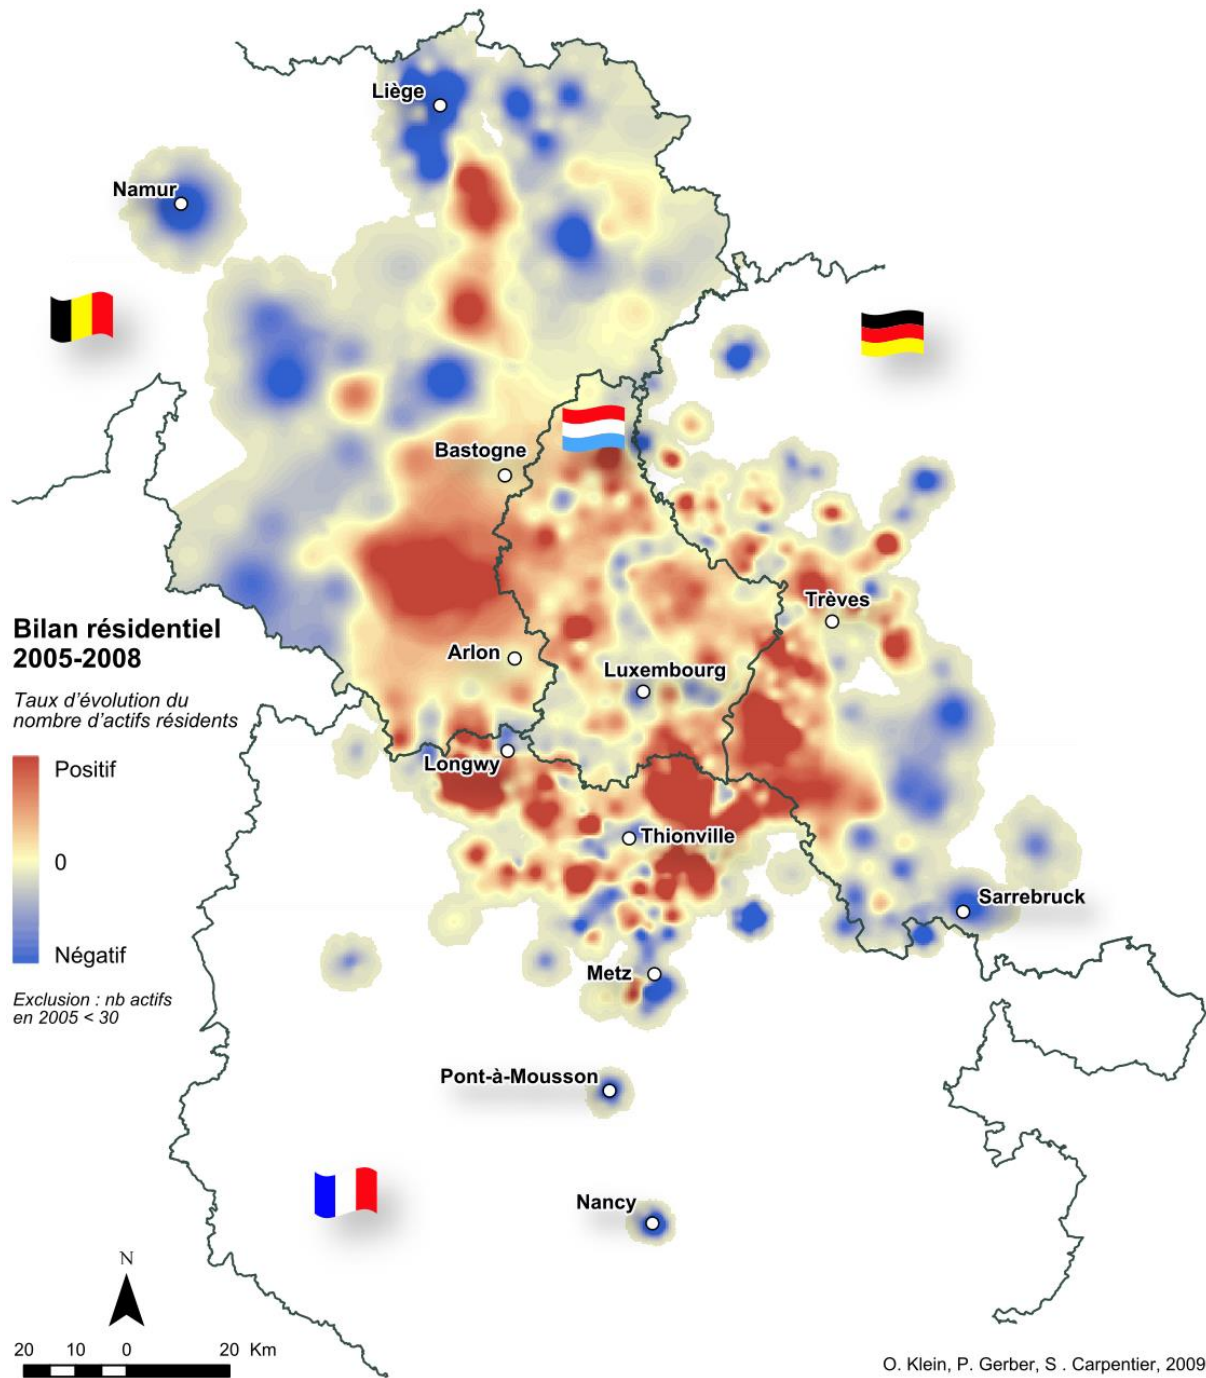 Liège
Namur
Bastogne
Trèves
Bilan résidentiel
2005-2008
Arlon
Luxembourg
Taux d'évolution du
nombre d'actifs résidents
Positif
Longwy
Thionville
0
Sarrebruck
Négatif
Metz
Exclusion : nb actifs
en 2005 < 30
Pont-à-Mousson
Nancy
N
20 10 0 20 Km
O. Klein, P. Gerber, S . Carpentier, 2009